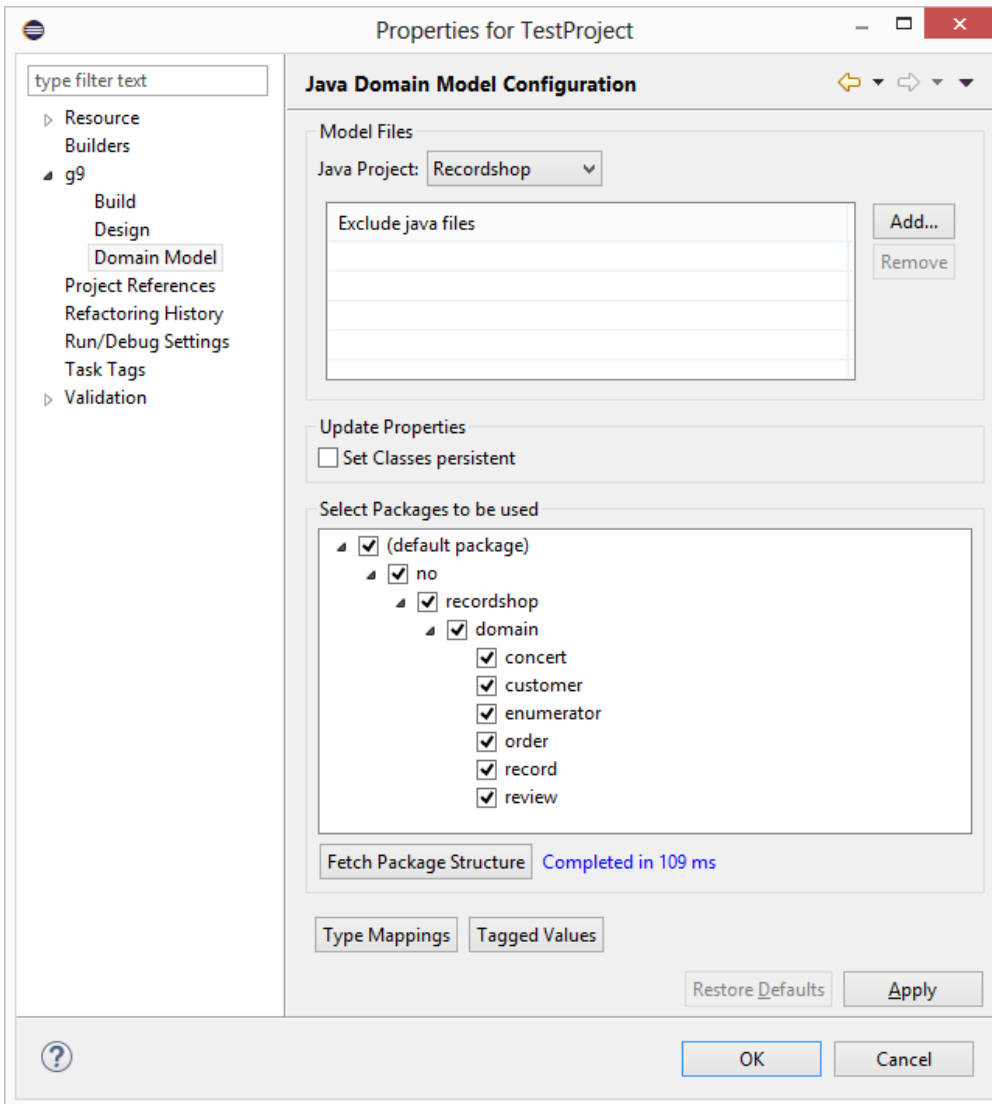 Properties for TestProject
type filter text
Resource
Builders
g9
Build
Design
Domain Model
Project References
Refactoring History
Run/Debug Settings
Task Tags
Validation
Java Domain Model Configuration
Model Files
Java Project: Recordshop
Exclude java files
Add...
Remove
Update Properties
Set Classes persistent
Select Packages to be used
(default package)
no
recordshop
domain
concert
customer
enumerator
order
record
review
Fetch Package Structure Completed in 109 ms
Type Mappings Tagged Values
Restore Defaults Apply
? OK Cancel